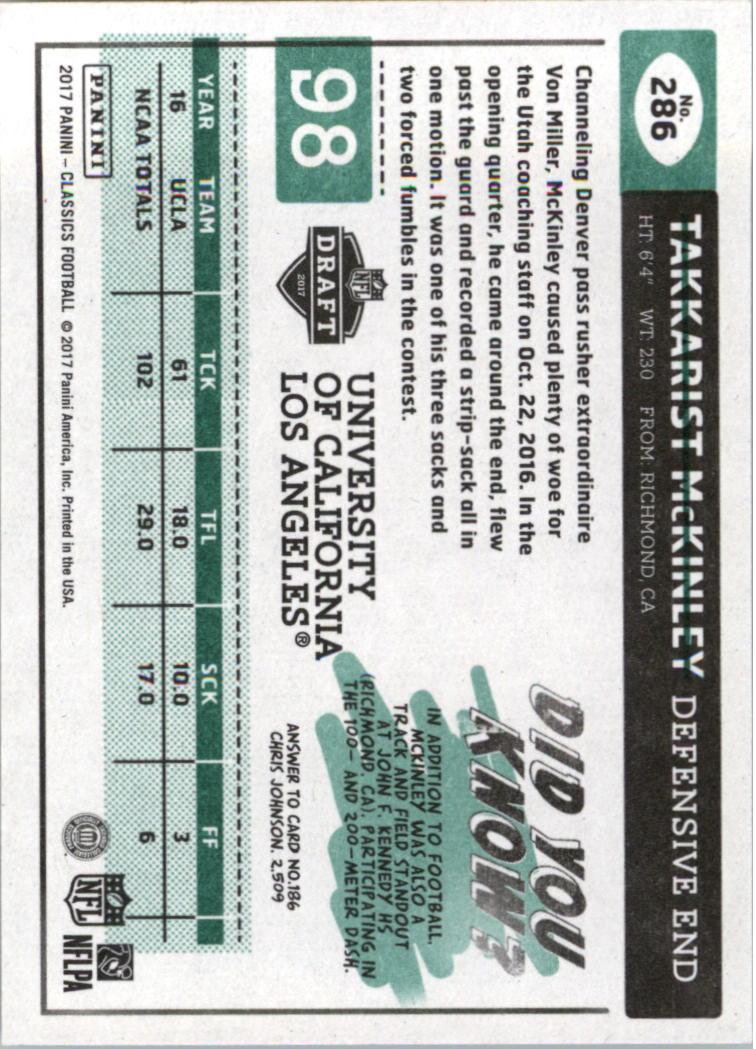 No.
286
TAKKARIST McKINLEY DEFENSIVE END
HT: 6'4" WT: 230 FROM: RICHMOND, CA
Channeling Denver pass rusher extraordinaire
Von Miller, McKinley caused plenty of woe for
the Utah coaching staff on Oct. 22, 2016. In the
opening quarter, he came around the end, flew
past the guard and recorded a strip-sack all in
one motion. It was one of his three sacks and
two forced fumbles in the contest.
DID YOU
KNOW?
IN ADDITION TO FOOTBALL,
McKINLEY WAS ALSO A
TRACK AND FIELD STANDOUT
AT JOHN F. KENNEDY HS
(RICHMOND, CA), PARTICIPATING IN
THE 100- AND 200-METER DASH.
ANSWER TO CARD NO.186
CHRIS JOHNSON. 2,509
98
NFL
DRAFT
2017
UNIVERSITY
OF CALIFORNIA
LOS ANGELES®
YEAR TEAM TCK TFL SCK FF
16 UCLA 61 18.0 10.0 3
NCAA TOTALS 102 29.0 17.0 6
PANINI
2017 PANINI – CLASSICS FOOTBALL © 2017 Panini America, Inc. Printed in the USA.
NFL
NFLPA